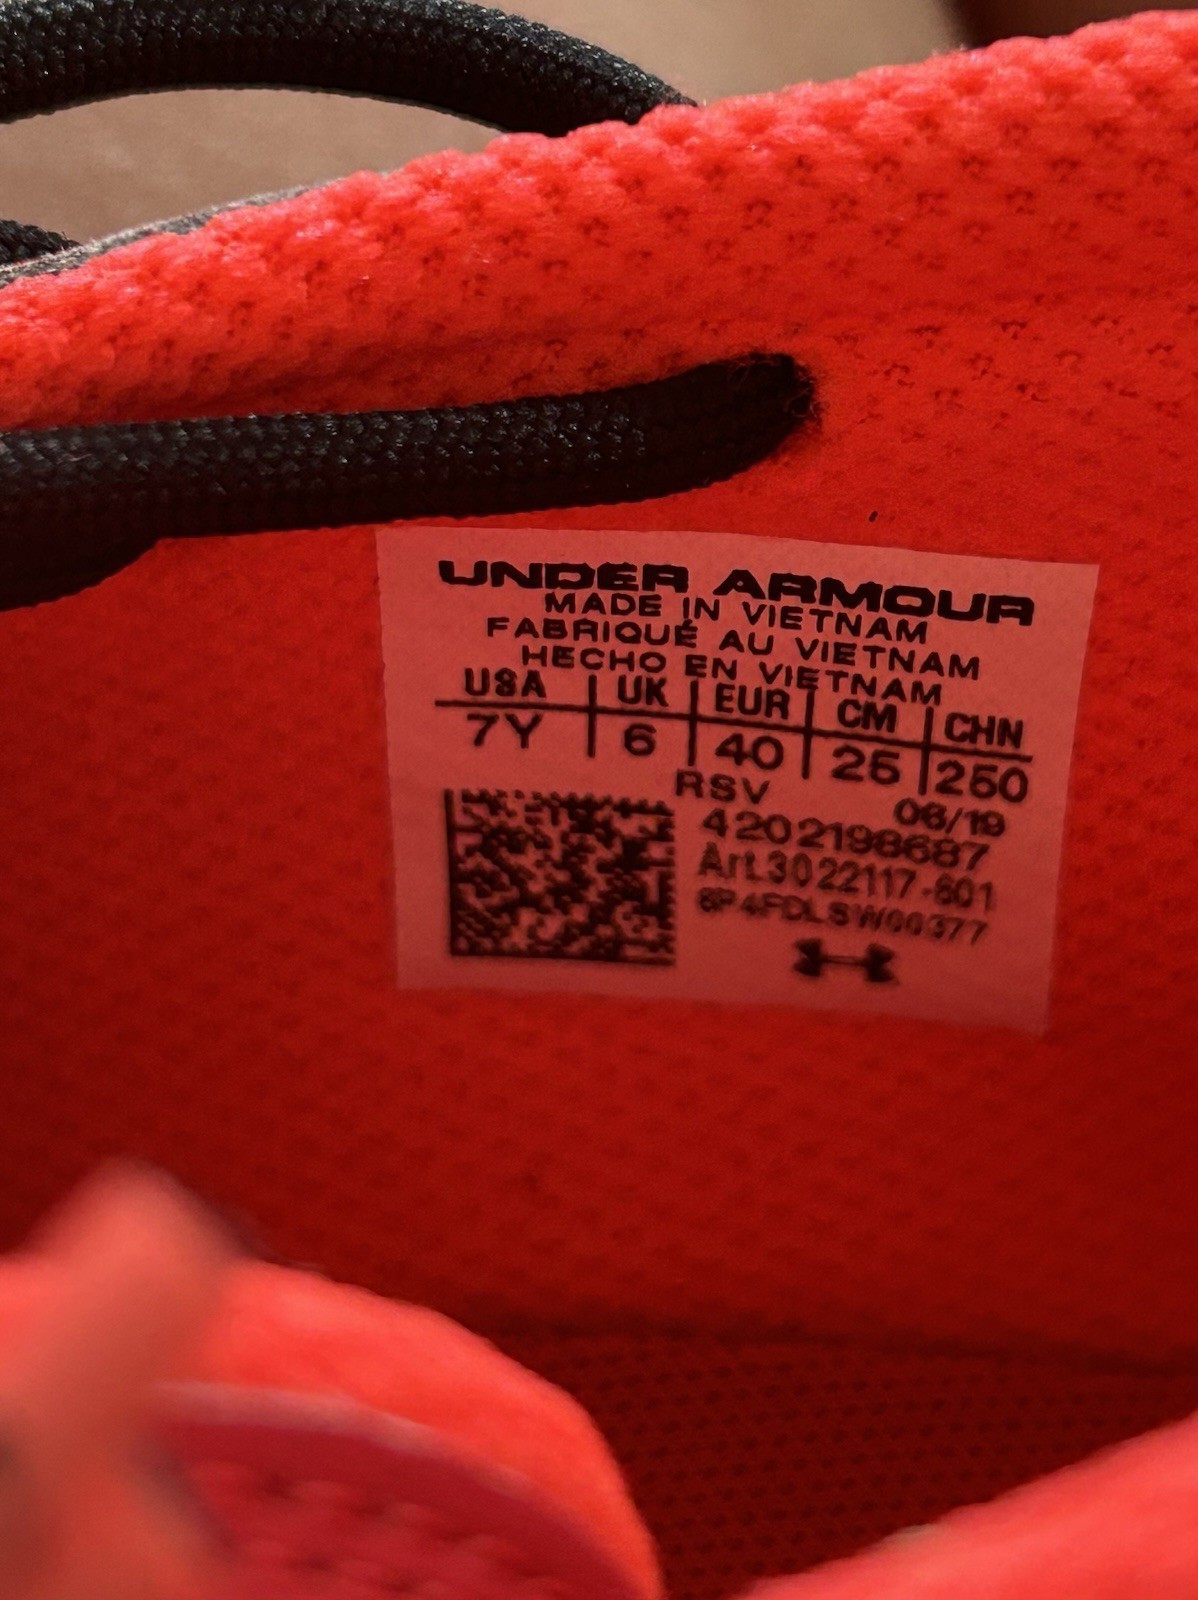 UNDER ARMOUR
MADE IN VIETNAM
FABRIQUÉ AU VIETNAM
HECHO EN VIETNAM
USA UK EUR CM CHN
7Y 6 40 25 250
RSV
06/19
4202198687
Art.3022117-601